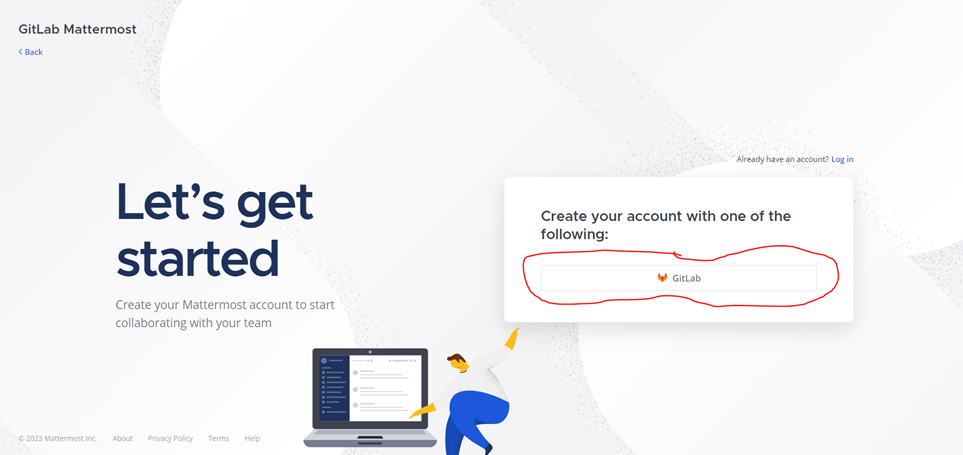 GitLab Mattermost
Back
Already have an account? Log in
Let's get
started
Create your Mattermost account to start
collaborating with your team
Create your account with one of the
following:
GitLab
© 2023 Mattermost Inc. About Privacy Policy Terms Help